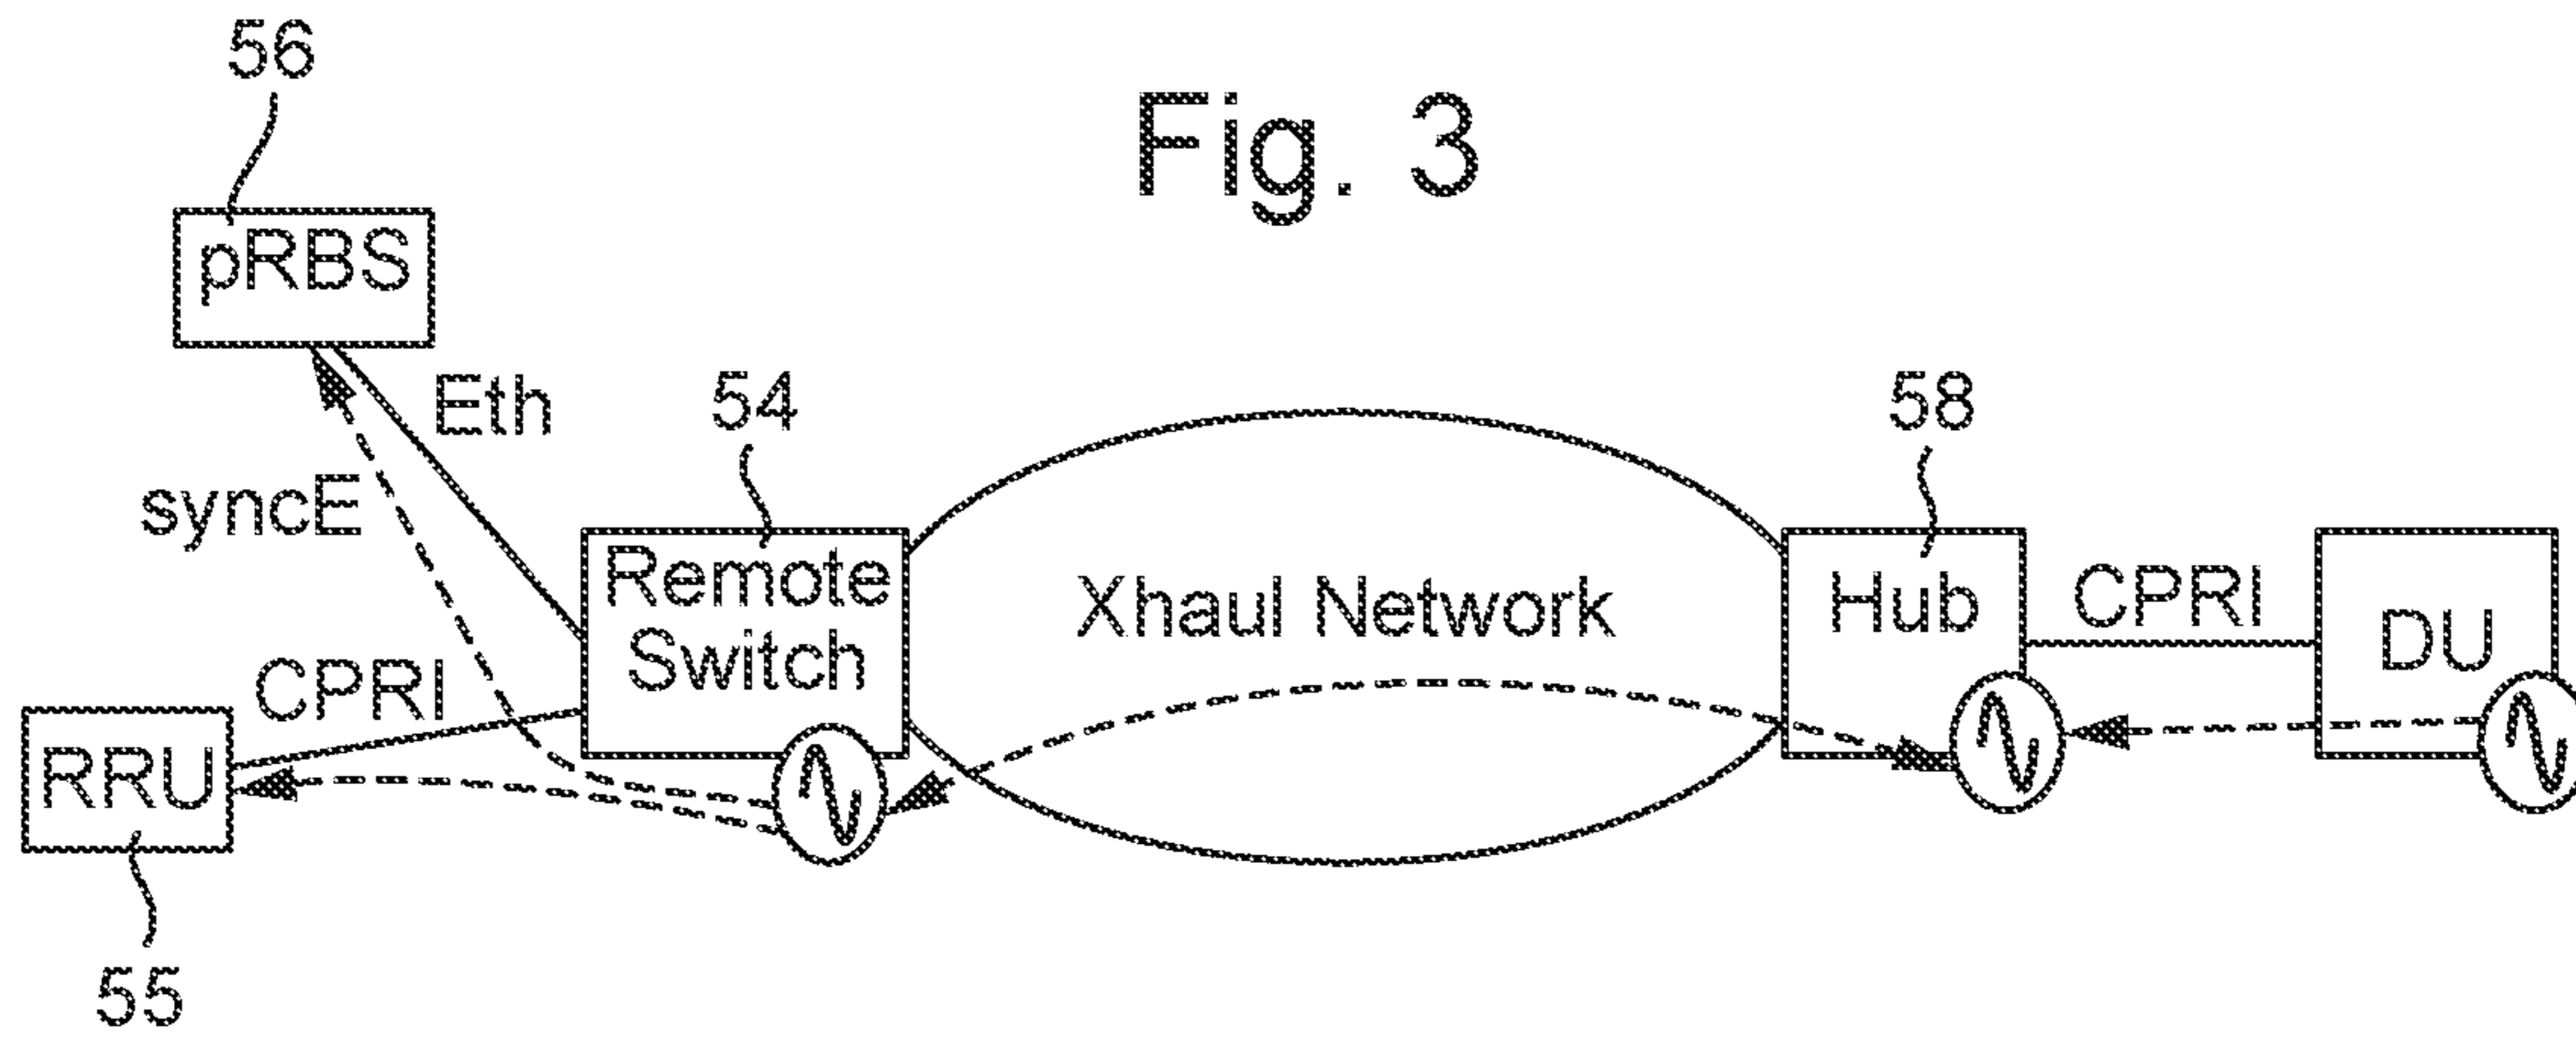 56
Fig. 3
pRBS
Eth
54
58
syncE
Remote
Switch
Xhaul Network
Hub
CPRI
DU
CPRI
RRU
55